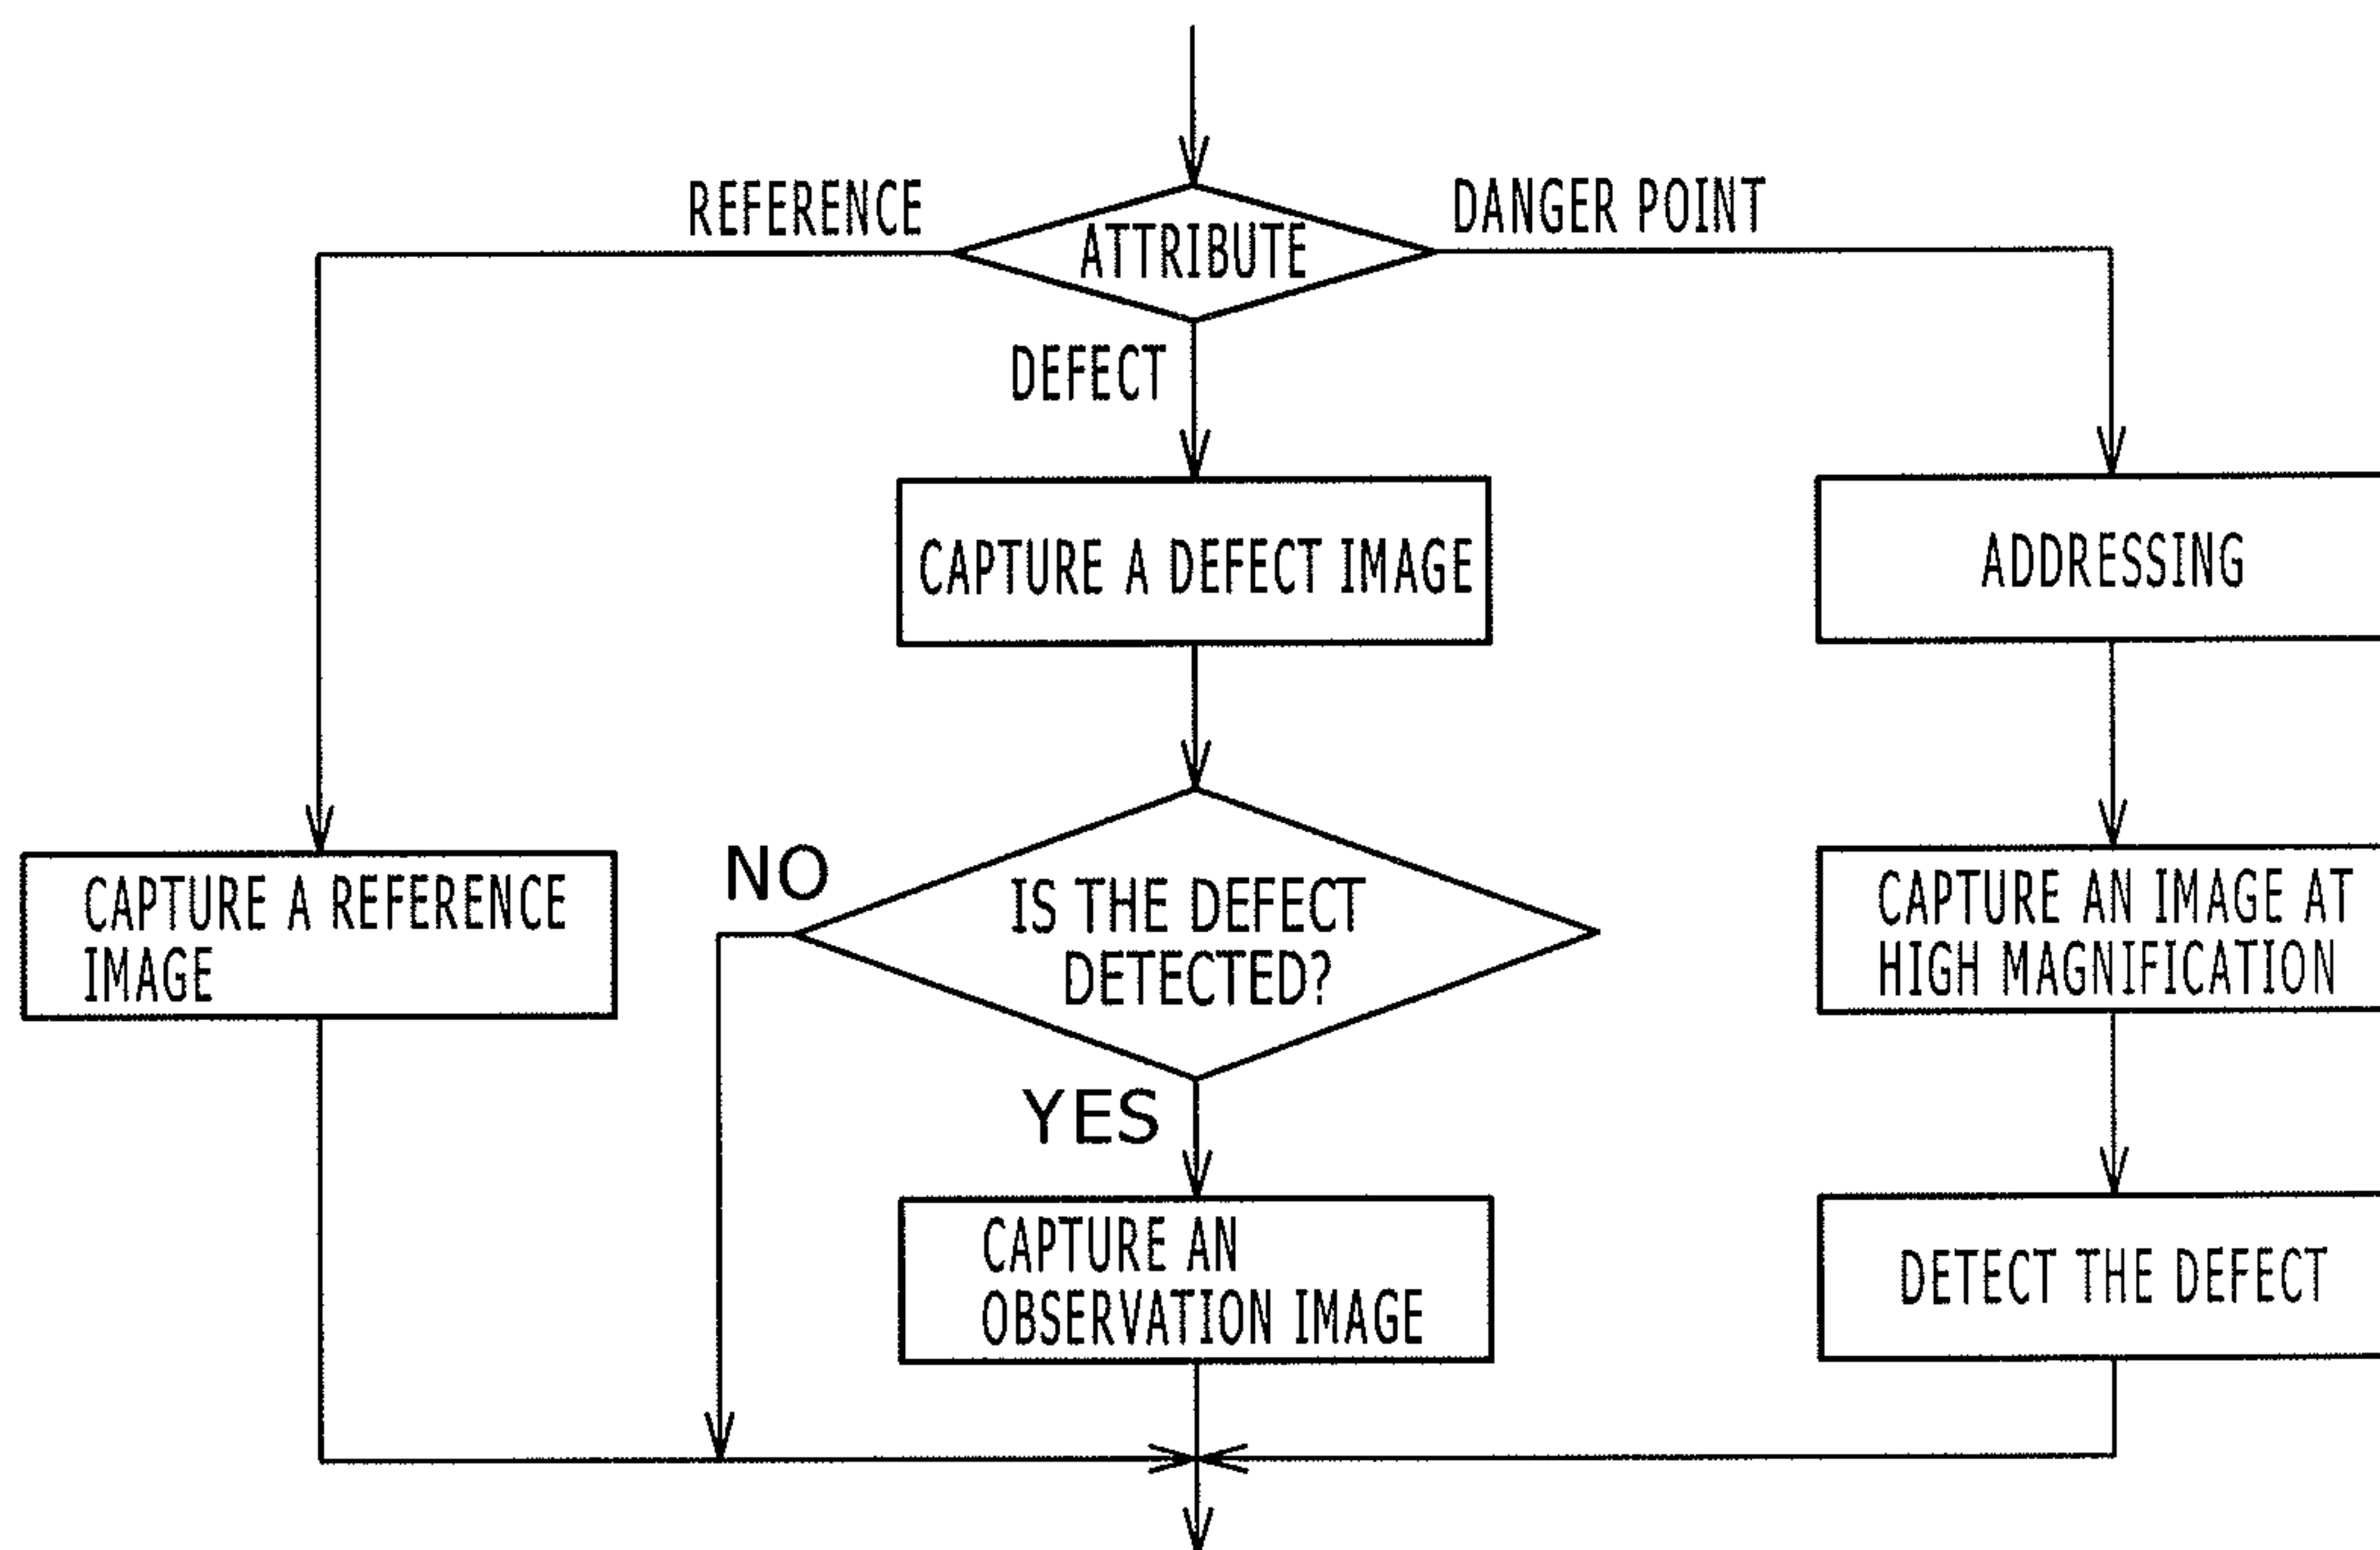 REFERENCE
ATTRIBUTE
DANGER POINT
DEFECT
CAPTURE A DEFECT IMAGE
ADDRESSING
CAPTURE A REFERENCE
IMAGE
NO
IS THE DEFECT
DETECTED?
CAPTURE AN IMAGE AT
HIGH MAGNIFICATION
YES
CAPTURE AN
OBSERVATION IMAGE
DETECT THE DEFECT